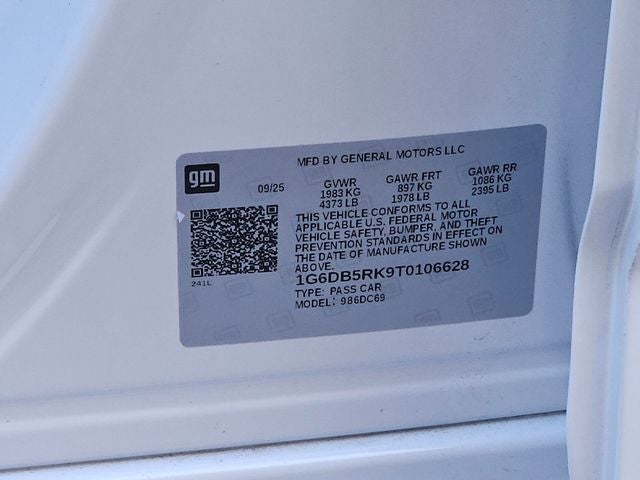 MFD BY GENERAL MOTORS LLC
gm
09/25
GVWR GAWR FRT GAWR RR
1983 KG 897 KG 1086 KG
4373 LB 1978 LB 2395 LB
THIS VEHICLE CONFORMS TO ALL
APPLICABLE U.S. FEDERAL MOTOR
VEHICLE SAFETY, BUMPER, AND THEFT
PREVENTION STANDARDS IN EFFECT ON
THE DATE OF MANUFACTURE SHOWN
ABOVE.
1G6DB5RK9T0106628
241L
TYPE: PASS CAR
MODEL: 986DC69